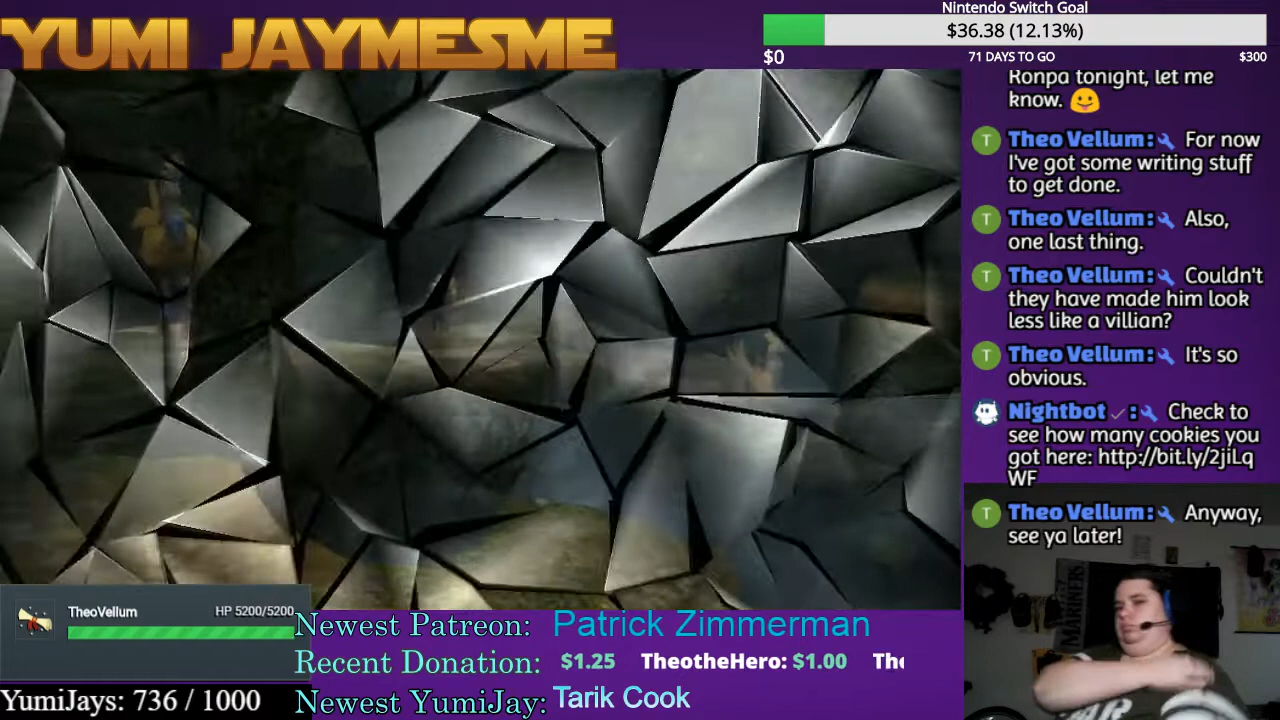 YUMI JAYMESME
Nintendo Switch Goal
$36.38 (12.13%)
$0
71 DAYS TO GO
$300
Ronpa tonight, let me
know.
T Theo Vellum: For now
I've got some writing stuff
to get done.
T Theo Vellum: Also,
one last thing.
T Theo Vellum: Couldn't
they have made him look
less like a villian?
T Theo Vellum: It's so
obvious.
Nightbot: Check to
see how many cookies you
got here: http://bit.ly/2jiLq
WF
T Theo Vellum: Anyway,
see ya later!
MARINERS
TheoVellum
HP 5200/5200
Newest Patreon: Patrick Zimmerman
Recent Donation: $1.25 TheotheHero: $1.00 The
YumiJays: 736 / 1000
Newest YumiJay: Tarik Cook